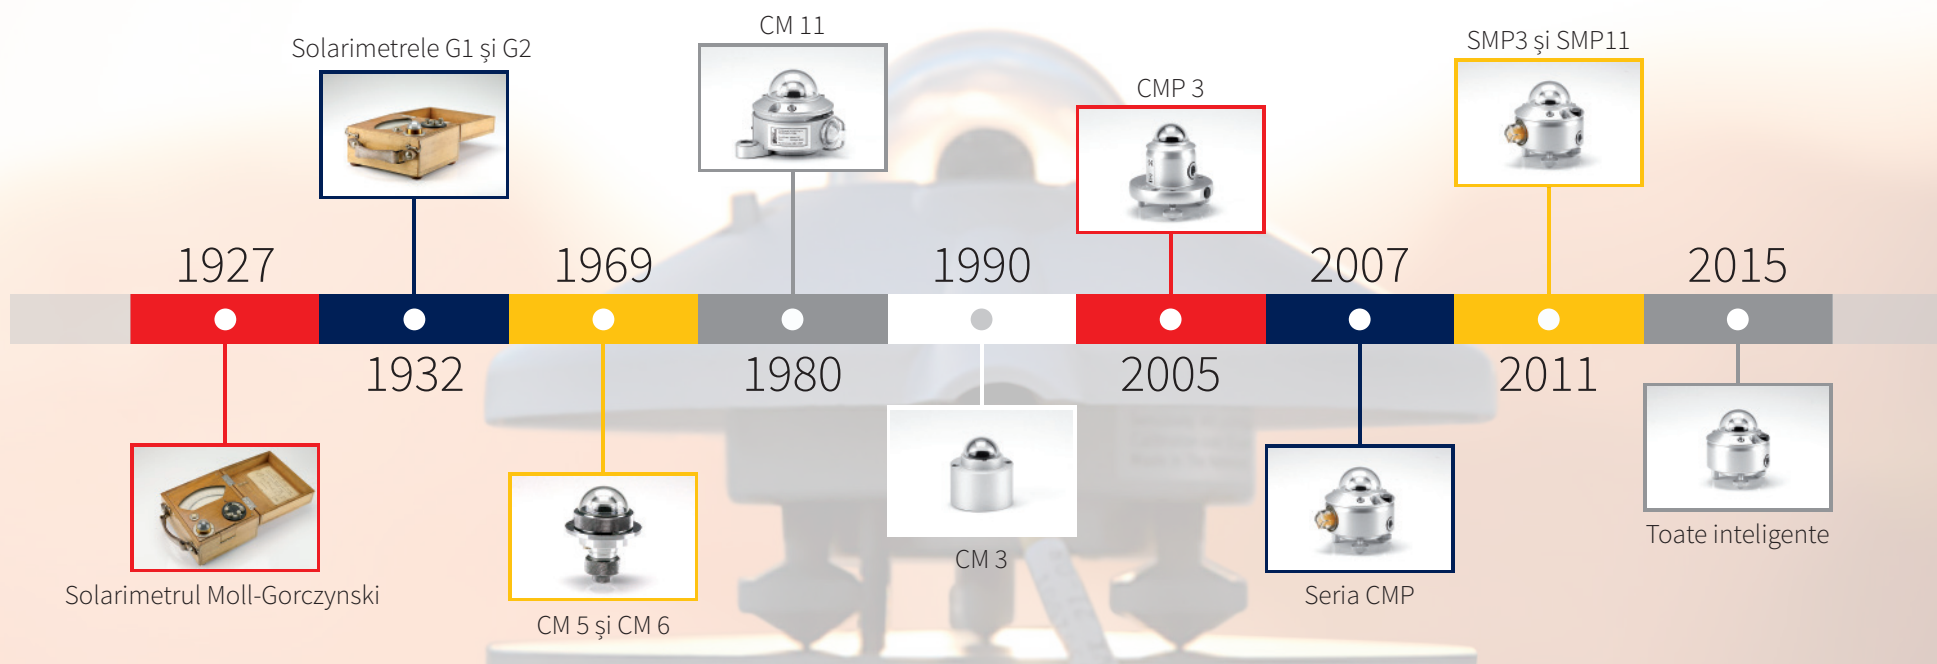 CM 11
Solarimetrele G1 și G2
SMP3 și SMP11
CMP 3
1927
1969
1990
2007
2015
1932
1980
2005
2011
Toate inteligente
CM 3
Solarimetrul Moll-Gorczynski
Seria CMP
CM 5 și CM 6